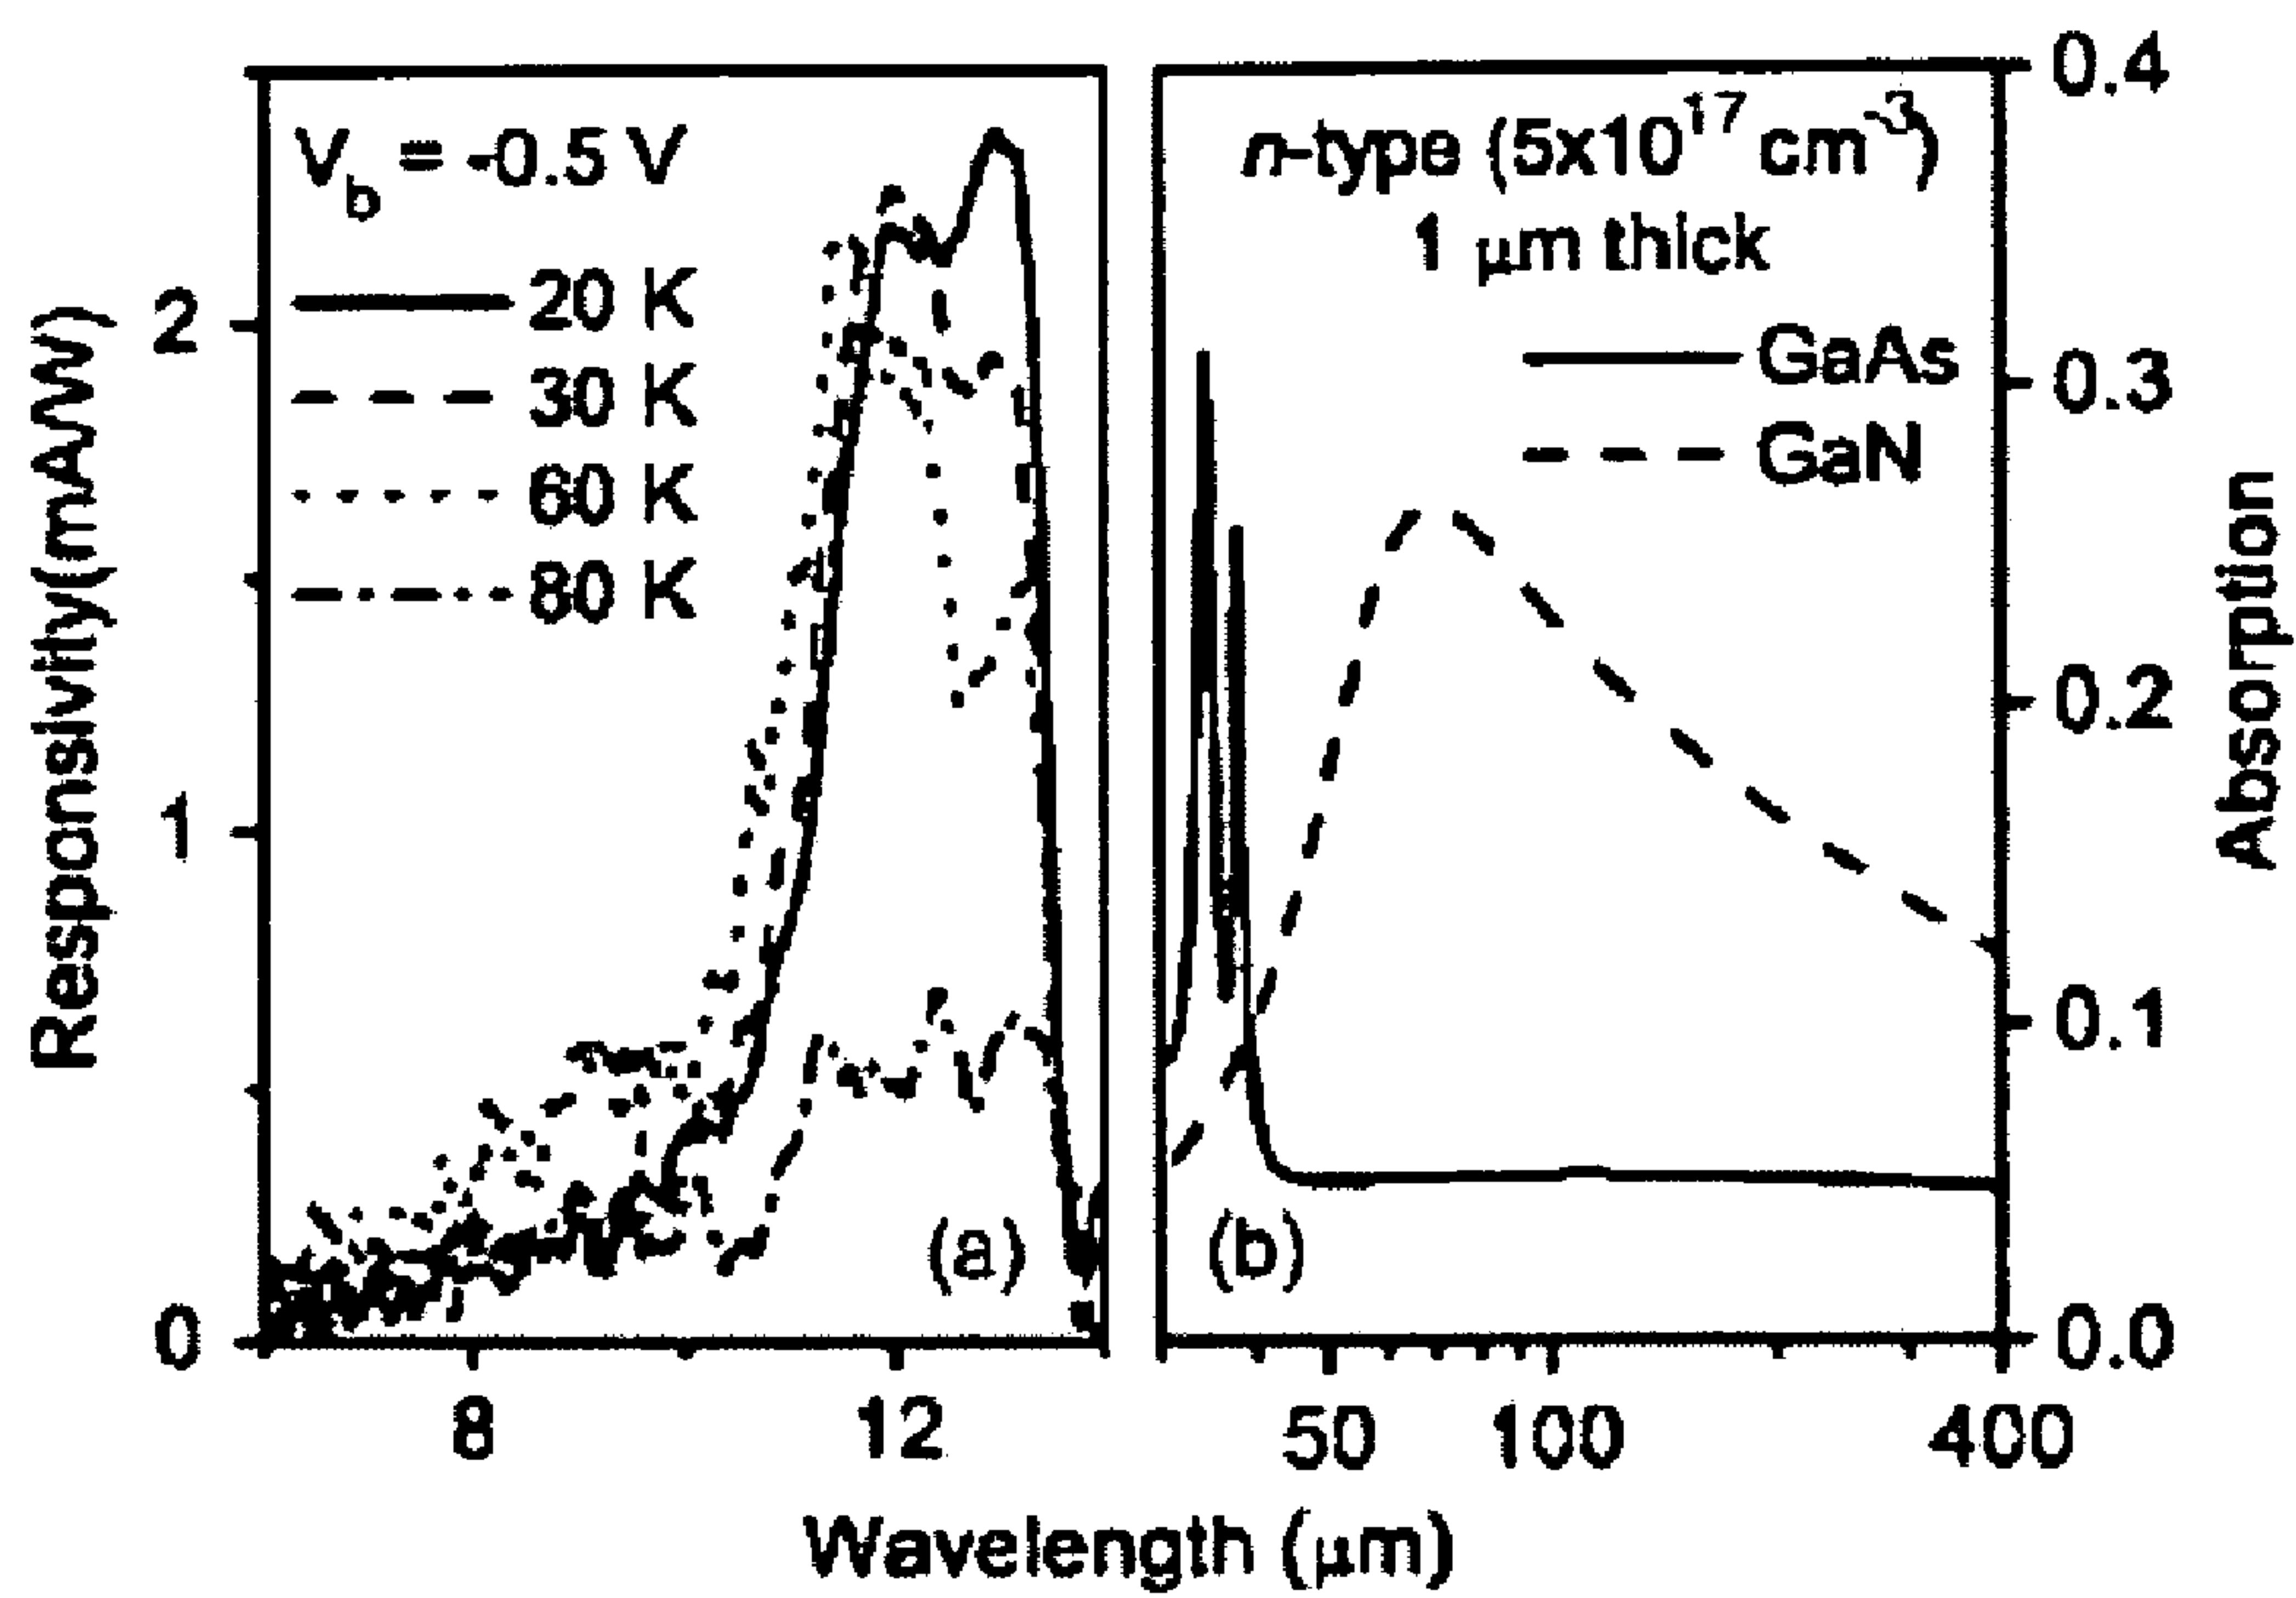 V_b = -0.5 V
20 K
30 K
60 K
80 K
Responsivity(mA/W)
2
1
0
(a)
8
12
n-type (5x10^17 cm^-3)
1 μm thick
GaAs
GaN
(b)
50
100
400
0.4
0.3
0.2
0.1
0.0
Absorption
Wavelength (μm)